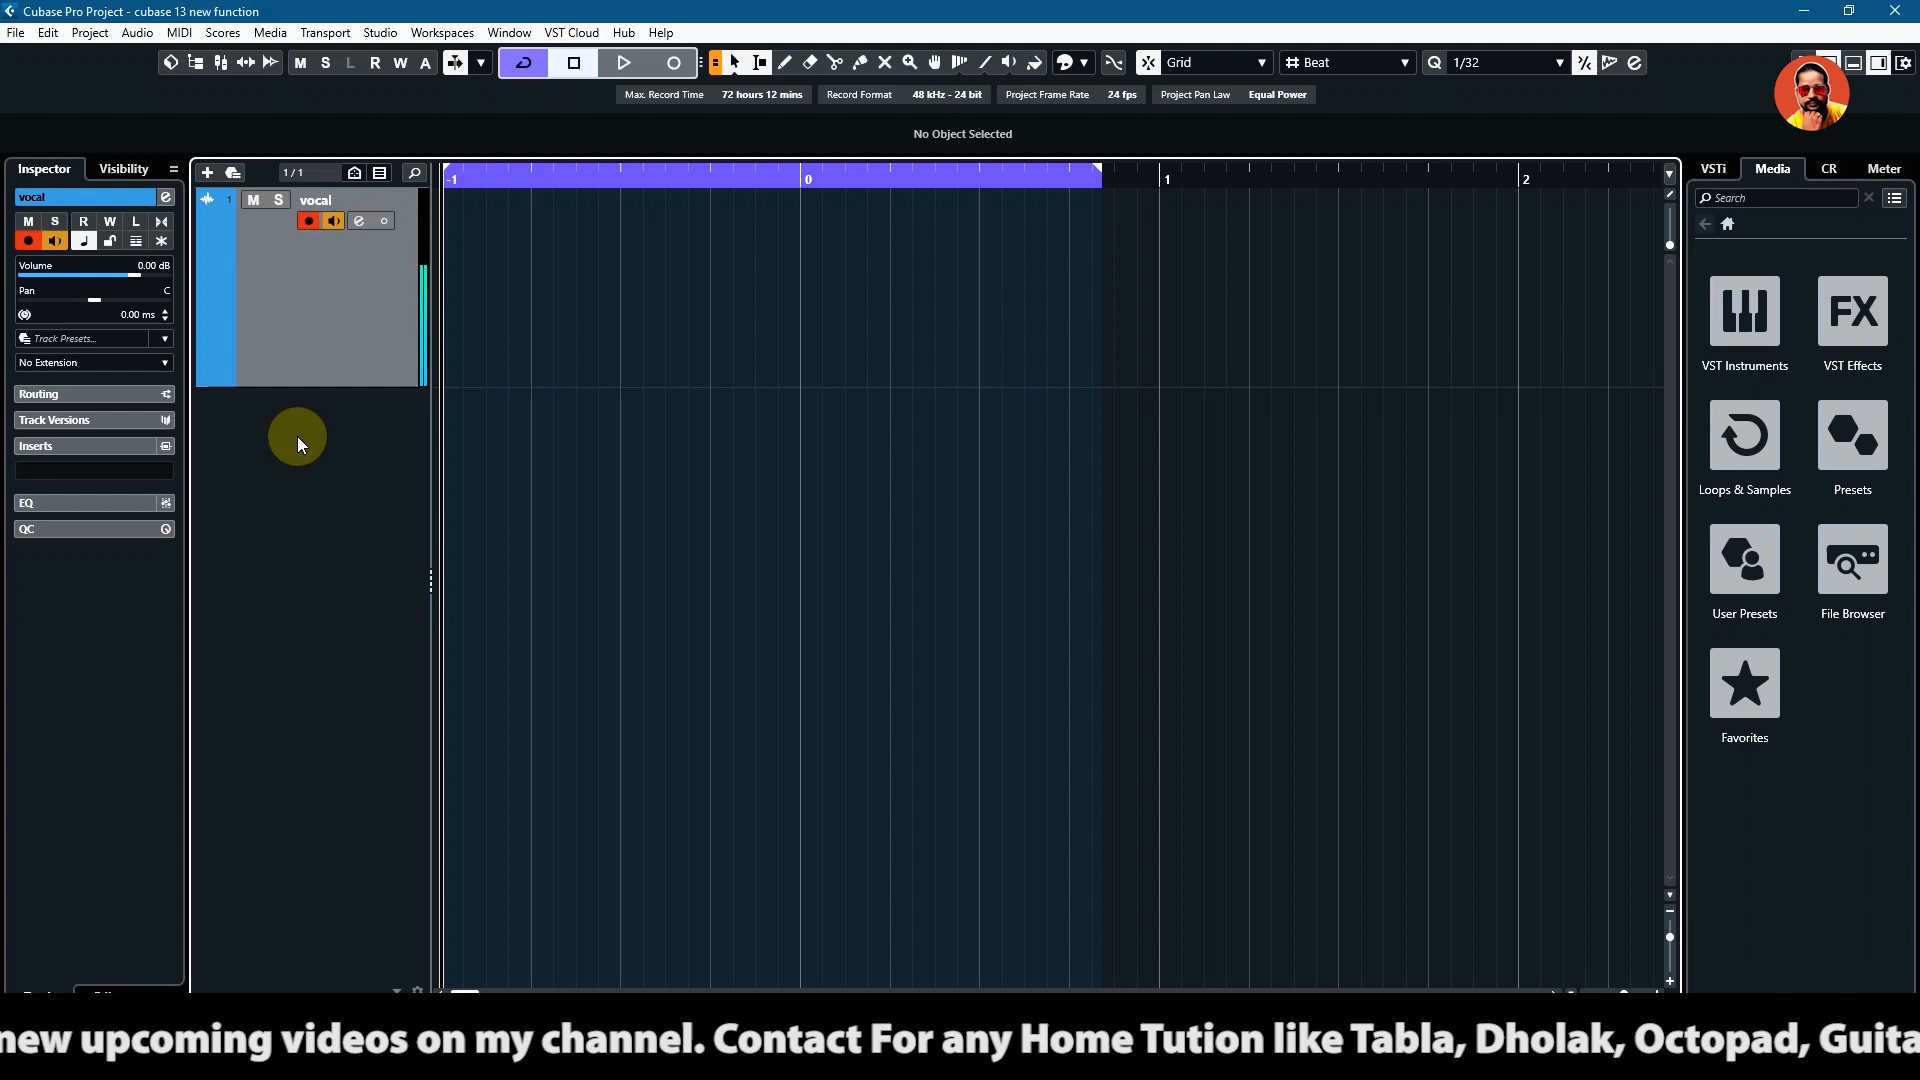 Cubase Pro Project - cubase 13 new function
File Edit Project Audio MIDI Scores Media Transport Studio Workspaces Window VST Cloud Hub Help
M S L R W A Grid Beat Q 1/32
Max. Record Time 72 hours 12 mins Record Format 48 kHz - 24 bit Project Frame Rate 24 fps Project Pan Law Equal Power
No Object Selected
Inspector Visibility
1 / 1
-1 0 1 2
VSTi Media CR Meter
vocal
1 M S vocal
Search
M S R W L
Volume 0.00 dB
Pan C
0.00 ms
Track Presets...
No Extension
Routing
Track Versions
Inserts
EQ
QC
FX
VST Instruments VST Effects
Loops & Samples Presets
User Presets File Browser
Favorites
new upcoming videos on my channel. Contact For any Home Tution like Tabla, Dholak, Octopad, Guita